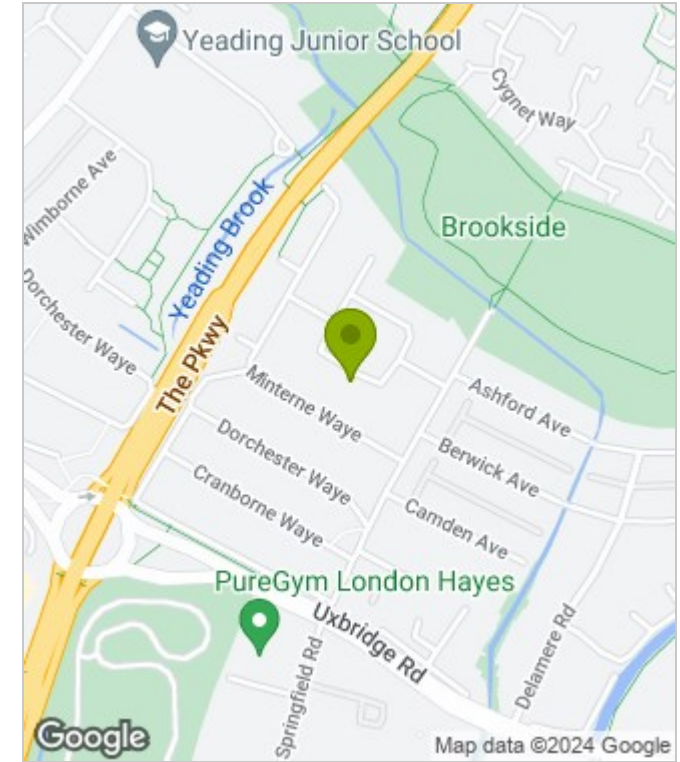 Yeading Junior School
Cygnet Way
Wimborne Ave
Yeading Brook
Brookside
Dorchester Waye
The Pkwy
Minterne Waye
Ashford Ave
Dorchester Waye
Berwick Ave
Cranborne Waye
Camden Ave
PureGym London Hayes
Uxbridge Rd
Delamere Rd
Springfield Rd
Google
Map data ©2024 Google